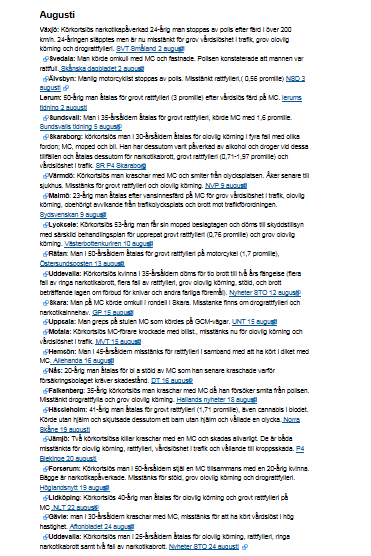 Augusti
Växjö: Körkortslös narkotikapåverkad 24-årig man stoppas av polis efter färd i över 200
km/h. 24-åringen släpptes men är nu misstänkt för grov vårdslöshet i trafik, grov olovlig
körning och drograttfylleri. SVT Småland 2 augusti
Svedala: Man körde omkull med MC och fastnade. Polisen konstaterade att mannen var
rattfull. Skånska dagbladet 2 augusti
Älvsbyn: Manlig motorcyklist stoppas av polis. Misstänkt rattfylleri, ( 0,56 promille) NSD 3
augusti
Lerum: 50-årig man åtalas för grovt rattfylleri (3 promille) efter vårdslös färd på MC. lerums
tidning 2 augusti
Sundsvall: Man i 35-årsåldern åtalas för grovt rattfylleri, körde MC med 1,6 promille.
Sundsvalls tidning 5 augusti
Skaraborg: körkortslös man i 30-årsåldern åtalas för olovlig körning i fyra fall med olika
fordon; MC, moped och bil. Han har dessutom varit påverkad av alkohol och droger vid dessa
tillfällen och åtalas dessutom för narkotikabrott, grovt rattfylleri (0,71-1,97 promille) och
vårdslöshet i trafik. SR P4 Skaraborg
Värmdö: Körkortslös man kraschar med MC och smiter från olycksplatsen. Åker senare till
sjukhus. Misstänks för grovt rattfylleri och olovlig körning. NVP 9 augusti
Malmö: 23-årig man åtalas efter vansinnesfärd på MC för grov vårdslöshet i trafik, olovlig
körning, obehörigt avvikande från trafikolycksplats och brott mot trafikförordningen.
Sydsvenskan 9 augusti
Lycksele: Körkortslös 53-årig man får sin moped beslagtagen och döms till skyddstillsyn
med särskild behandlingsplan för upprepat grovt rattfylleri (0,76 promille) och grov olovlig
körning. Västerbottenkuriren 10 augusti
Rätan: Man i 50-årsåldern åtalas för grovt rattfylleri på motorcykel (1,7 promille),
Östersundsposten 13 augusti
Uddevalla: Körkortslös kvinna i 35-årsåldern döms för tio brott till två års fängelse (flera
fall av ringa narkotikabrott, flera fall av rattfylleri, grov olovlig körning, stöld, och brott
beträffande lagen om förbud för knivar och andra farliga föremål). Nyheter STO 12 augusti
Skara: Man på MC körde omkull i rondell i Skara. Misstanke finns om drograttfylleri och
narkotikainnehav. GP 15 augusti
Uppsala: Man greps på stulen MC som kördes på GCM-vägar. UNT 15 augusti
Motala: Körkortslös MC-förare krockade med bilist., misstänks nu för olovlig körning och
vårdslöshet i trafik. MVT 15 augusti
Hemsön: Man i 45-årsåldern misstänks för rattfylleri i samband med att ha kört i diket med
MC. Allehanda 16 augusti
Nås: 20-årig man åtalas för bl a stöld av MC som han senare kraschade varför
försäkringsbolaget kräver skadestånd. DT 16 augusti
Falkenberg: 35-årig körkortslös man kraschar med MC då han försöker smita från polisen.
Misstänkt drograttfylla och grov olovlig körning. Hallands nyheter 18 augusti
Hässleholm: 41-årig man åtalas för grovt rattfylleri (1,71 promille), även cannabis i blodet.
Körde utan hjälm och skjutsade dessutom ett barn utan hjälm och vållade en olycka. Norra
Skåne 19 augusti
Jämjö: Två körkortslösa killar kraschar med en MC och skadas allvarligt. De är båda
misstänkta för olovlig körning, rattfylleri, vårdslöshet i trafik och vållande till kroppsskada. P4
Blekinge 20 augusti
Forserum: Körkortslös man i 50-årsåldern stjäl en MC tillsammans med en 20-årig kvinna.
Bägge är narkotikapåverkade. Misstänks för stöld, grov olovlig körning och drograttfylleri.
Höglandsnytt 19 augusti
Lidköping: Körkortslös 40-årig man åtalas för olovlig körning och grovt rattfylleri på
MC. NLT 22 augusti
Gävle: man i 30-årsåldern kraschar med MC, misstänks för att ha kört vårdslöst i hög
hastighet. Aftonbladet 24 augusti
Uddevalla: Körkortslös man i 25-årsåldern åtalas för olovlig körning, rattfylleri, ringa
narkotikabrott samt två fall av narkotikabrott. Nyheter STO 24 augusti